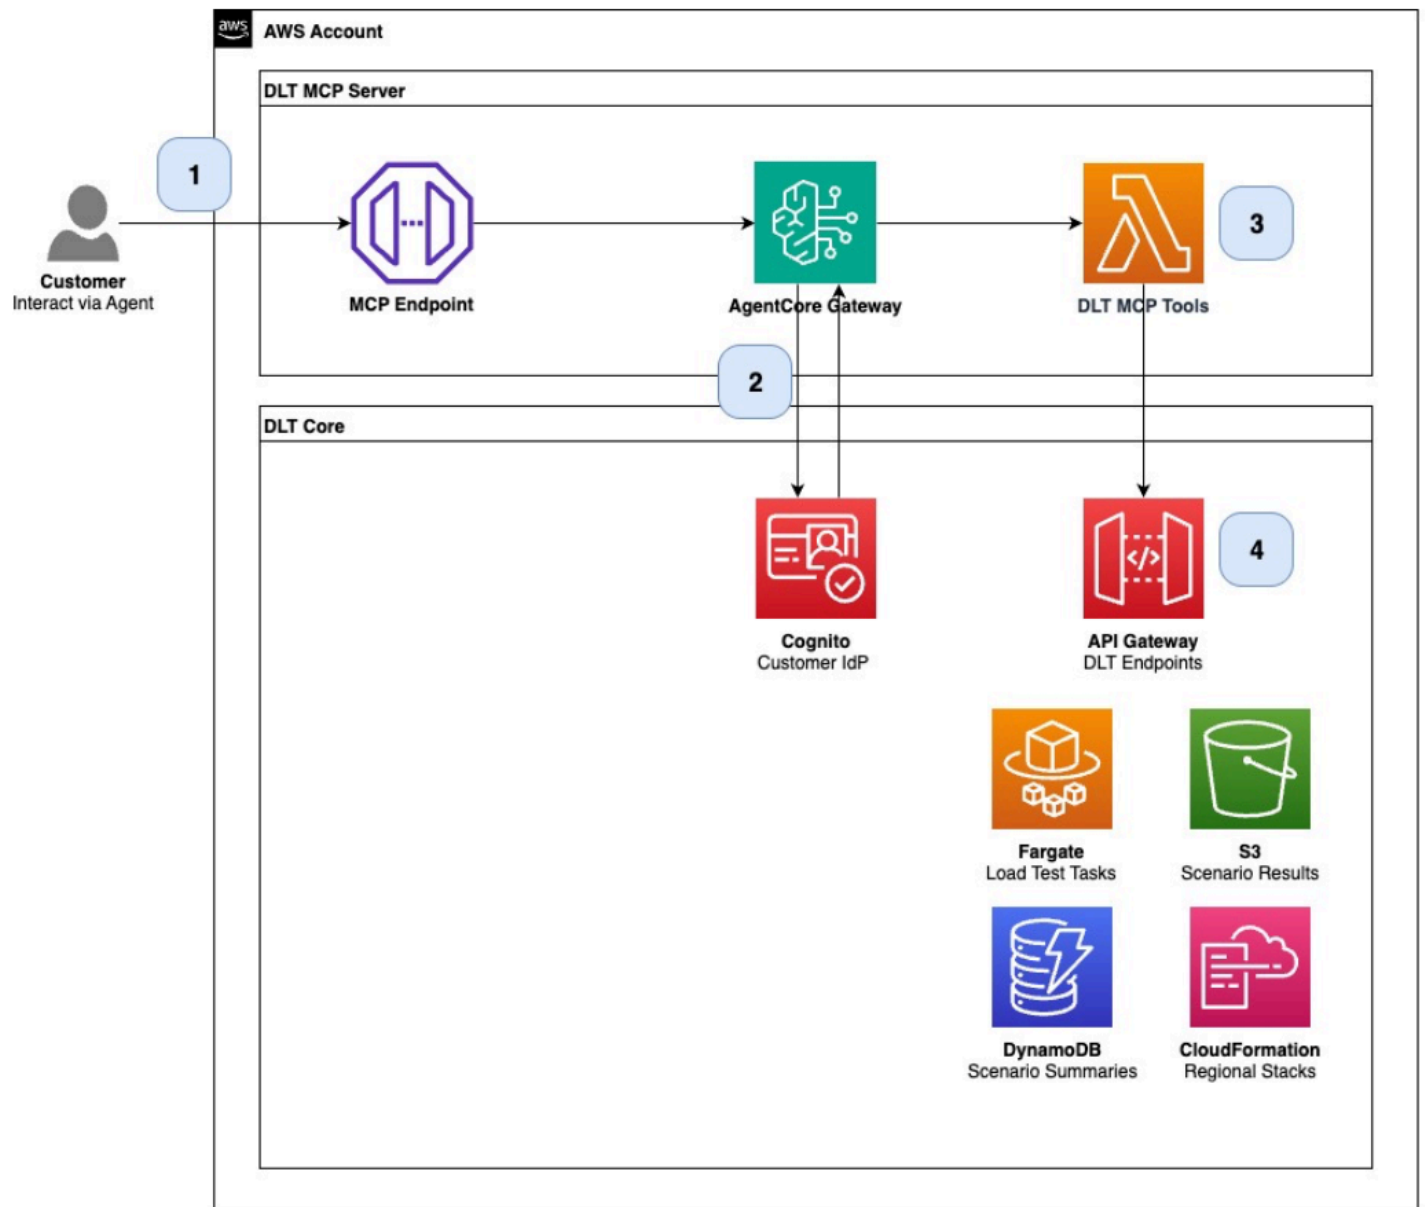 aws
AWS Account
DLT MCP Server
1
3
Customer
Interact via Agent
MCP Endpoint
AgentCore Gateway
DLT MCP Tools
2
DLT Core
</>
4
Cognito
Customer IdP
API Gateway
DLT Endpoints
Fargate
Load Test Tasks
S3
Scenario Results
DynamoDB
Scenario Summaries
CloudFormation
Regional Stacks